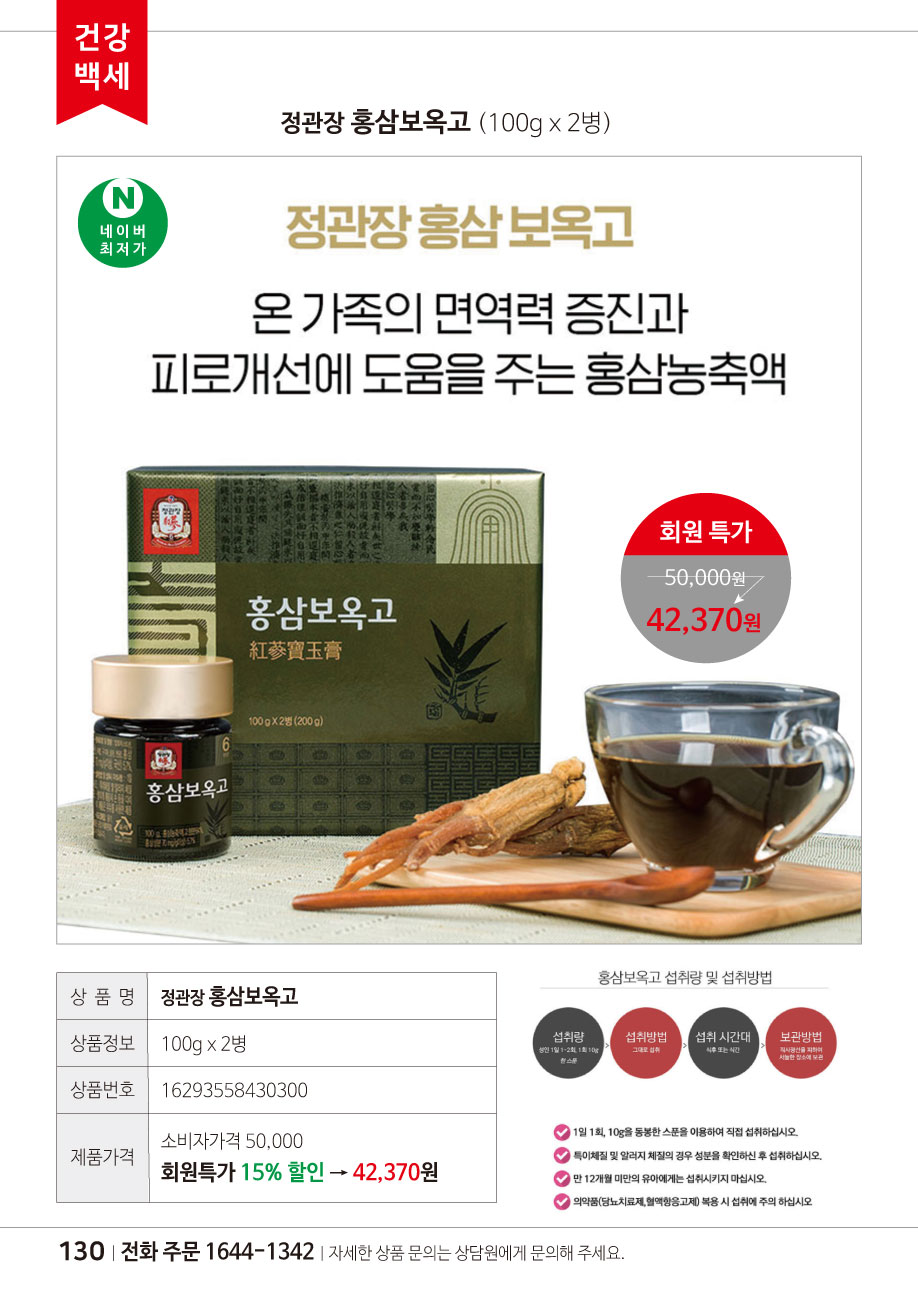 건강
백세
정관장 홍삼보옥고 (100g x 2병)
N
네이버
최저가
정관장 홍삼 보옥고
온 가족의 면역력 증진과
피로개선에 도움을 주는 홍삼농축액
정관장
홍삼보옥고
紅蔘寶玉膏
100 g X 2병 (200 g)
회원 특가
50,000원
42,370원
6
정관장
홍삼보옥고
상 품 명
정관장 홍삼보옥고
상품정보
100g x 2병
상품번호
16293558430300
제품가격
소비자가격 50,000
회원특가 15% 할인 → 42,370원
홍삼보옥고 섭취량 및 섭취방법
섭취량
성인 1일 1~2회, 1회 10g
한 스푼
섭취방법
그대로 섭취
섭취 시간대
식후 또는 식간
보관방법
직사광선을 피하여
서늘한 장소에 보관
1일 1회, 10g을 동봉한 스푼을 이용하여 직접 섭취하십시오.
특이체질 및 알러지 체질의 경우 성분을 확인하신 후 섭취하십시오.
만 12개월 미만의 유아에게는 섭취시키지 마십시오.
의약품(당뇨치료제,혈액항응고제) 복용 시 섭취에 주의 하십시오
130 | 전화 주문 1644-1342 | 자세한 상품 문의는 상담원에게 문의해 주세요.